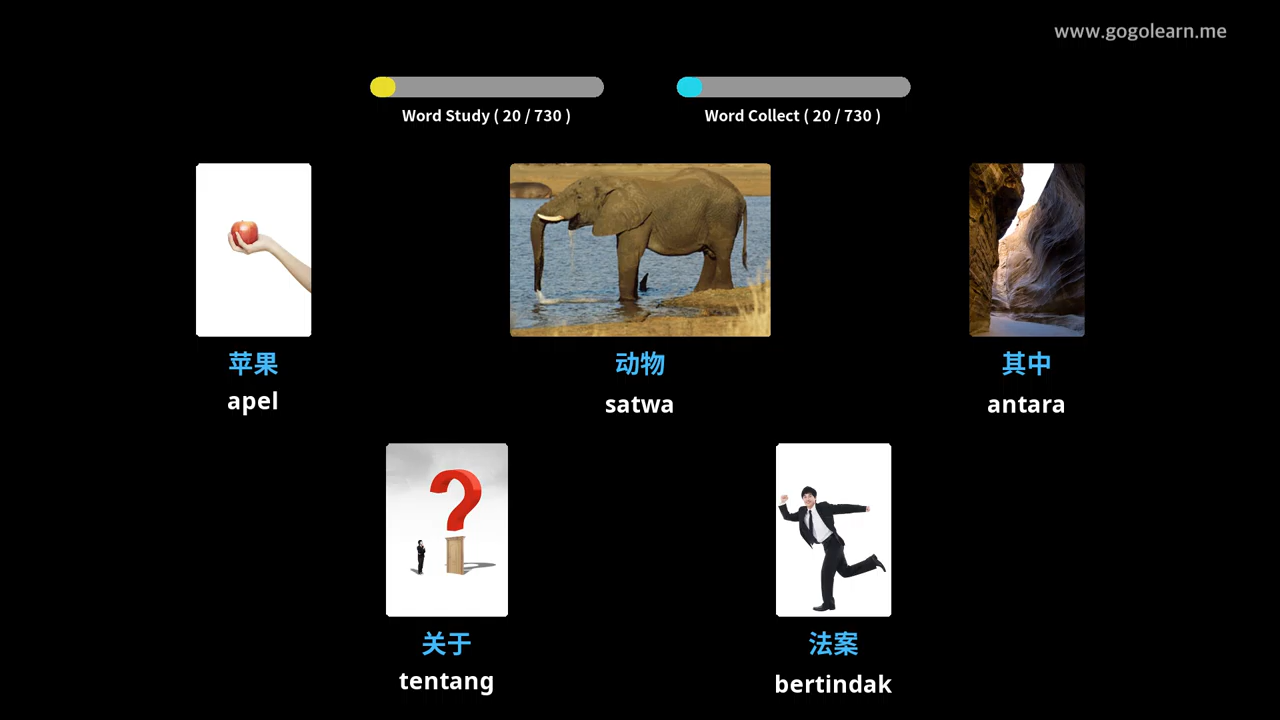 www.gogolearn.me
Word Study ( 20 / 730 )
Word Collect ( 20 / 730 )
苹果
apel
动物
satwa
其中
antara
关于
tentang
法案
bertindak